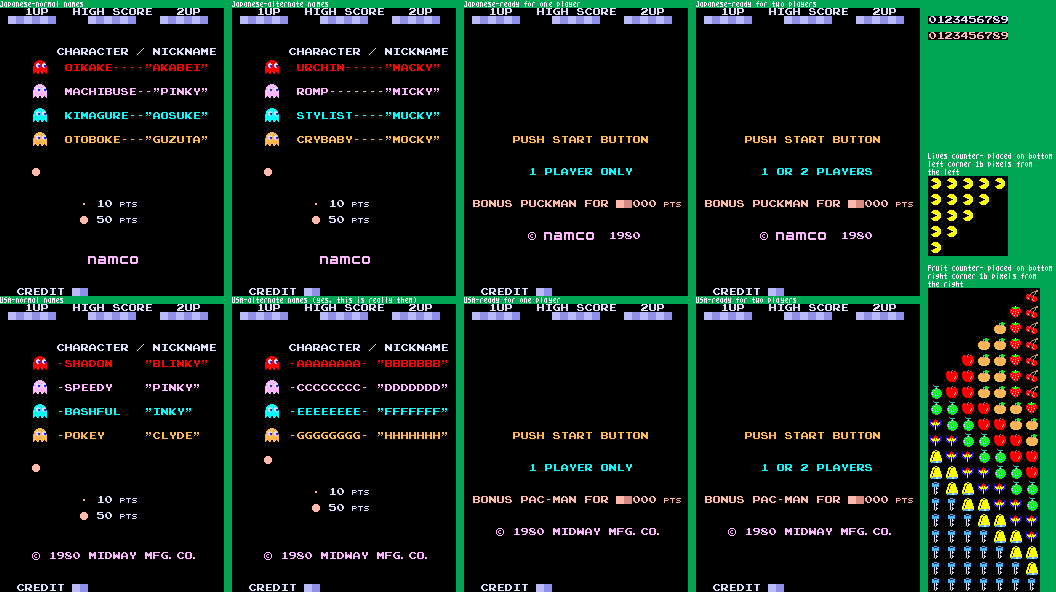 Japanese-normal names
1UP HIGH SCORE 2UP
CHARACTER / NICKNAME
OIKAKE----"AKABEI"
MACHIBUSE--"PINKY"
KIMAGURE--"AOSUKE"
OTOBOKE---"GUZUTA"
10 PTS
50 PTS
namco
CREDIT
Japanese-alternate names
1UP HIGH SCORE 2UP
CHARACTER / NICKNAME
URCHIN-----"MACKY"
ROMP-------"MICKY"
STYLIST----"MUCKY"
CRYBABY----"MOCKY"
10 PTS
50 PTS
namco
CREDIT
Japanese-ready for one player
1UP HIGH SCORE 2UP
PUSH START BUTTON
1 PLAYER ONLY
BONUS PUCKMAN FOR 000 PTS
© namco 1980
CREDIT
Japanese-ready for two players
1UP HIGH SCORE 2UP
PUSH START BUTTON
1 OR 2 PLAYERS
BONUS PUCKMAN FOR 000 PTS
© namco 1980
CREDIT
0123456789
0123456789
Lives counter- placed on bottom
left corner 16 pixels from
the left
Fruit counter- placed on bottom
right corner 16 pixels from
the right
USA-normal names
1UP HIGH SCORE 2UP
CHARACTER / NICKNAME
-SHADOW "BLINKY"
-SPEEDY "PINKY"
-BASHFUL "INKY"
-POKEY "CLYDE"
10 PTS
50 PTS
© 1980 MIDWAY MFG. CO.
CREDIT
USA-alternate names (yes, this is really them)
1UP HIGH SCORE 2UP
CHARACTER / NICKNAME
-AAAAAAAA- "BBBBBBB"
-CCCCCCCC- "DDDDDDD"
-EEEEEEEE- "FFFFFFF"
-GGGGGGGG- "HHHHHHH"
10 PTS
50 PTS
© 1980 MIDWAY MFG. CO.
CREDIT
USA-ready for one player
1UP HIGH SCORE 2UP
PUSH START BUTTON
1 PLAYER ONLY
BONUS PAC-MAN FOR 000 PTS
© 1980 MIDWAY MFG. CO.
CREDIT
USA-ready for two players
1UP HIGH SCORE 2UP
PUSH START BUTTON
1 OR 2 PLAYERS
BONUS PAC-MAN FOR 000 PTS
© 1980 MIDWAY MFG. CO.
CREDIT